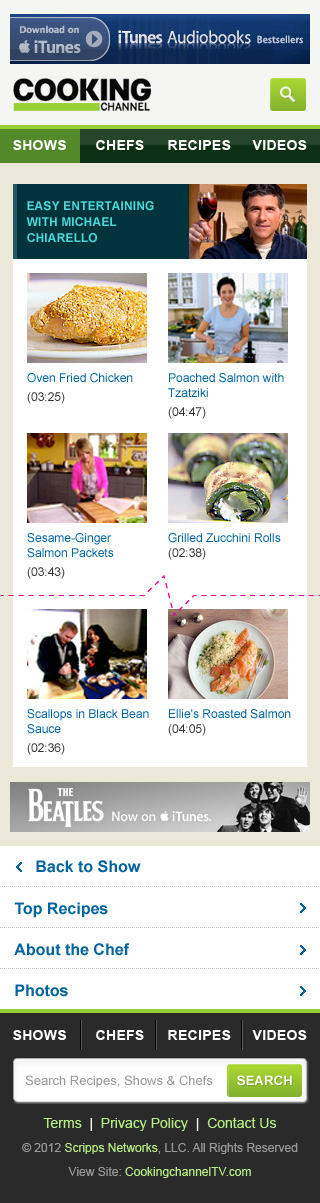 Download on
iTunes
iTunes Audiobooks Bestsellers
COOKING
CHANNEL
SHOWS CHEFS RECIPES VIDEOS
EASY ENTERTAINING
WITH MICHAEL
CHIARELLO
Oven Fried Chicken
(03:25)
Poached Salmon with
Tzatziki
(04:47)
Sesame-Ginger
Salmon Packets
(03:43)
Grilled Zucchini Rolls
(02:38)
Scallops in Black Bean
Sauce
(02:36)
Ellie's Roasted Salmon
(04:05)
THE
BEATLES Now on iTunes.
Back to Show
Top Recipes
About the Chef
Photos
SHOWS CHEFS RECIPES VIDEOS
Search Recipes, Shows & Chefs SEARCH
Terms | Privacy Policy | Contact Us
© 2012 Scripps Networks, LLC. All Rights Reserved
View Site: CookingchannelTV.com